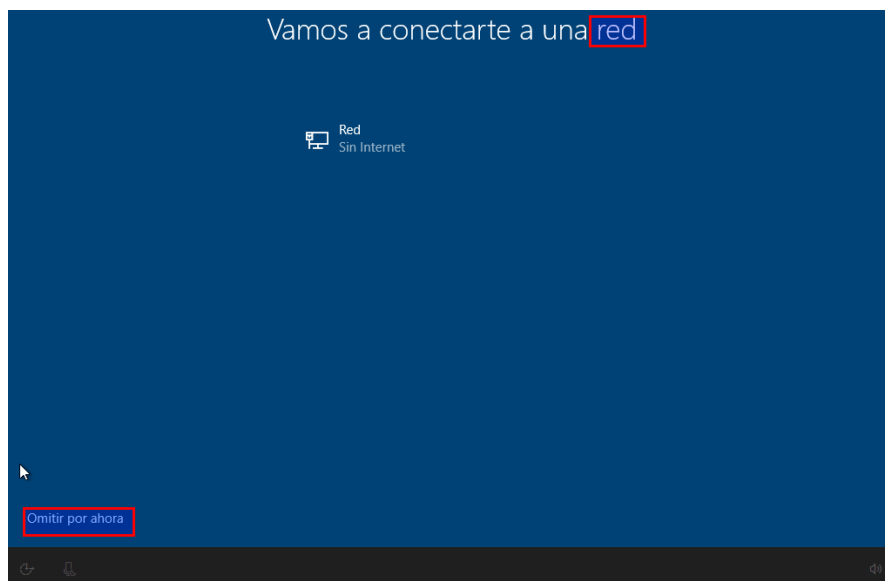 Vamos a conectarte a una red
Red
Sin Internet
Omitir por ahora